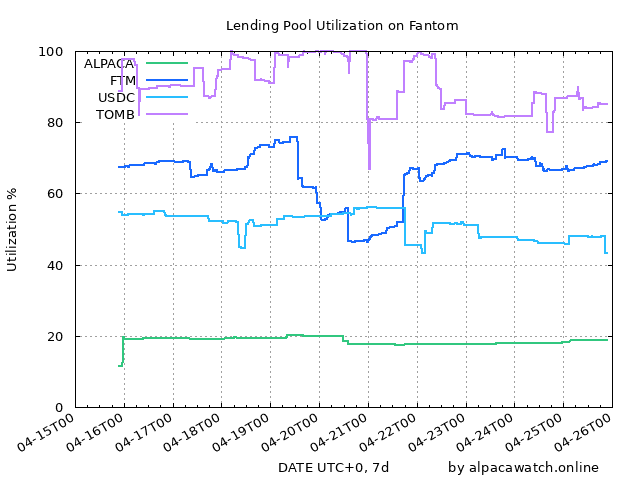 Lending Pool Utilization on Fantom
100
80
60
40
20
0
Utilization %
ALPACA
FTM
USDC
TOMB
04-15T00
04-16T00
04-17T00
04-18T00
04-19T00
04-20T00
04-21T00
04-22T00
04-23T00
04-24T00
04-25T00
04-26T00
DATE UTC+0, 7d
by alpacawatch.online